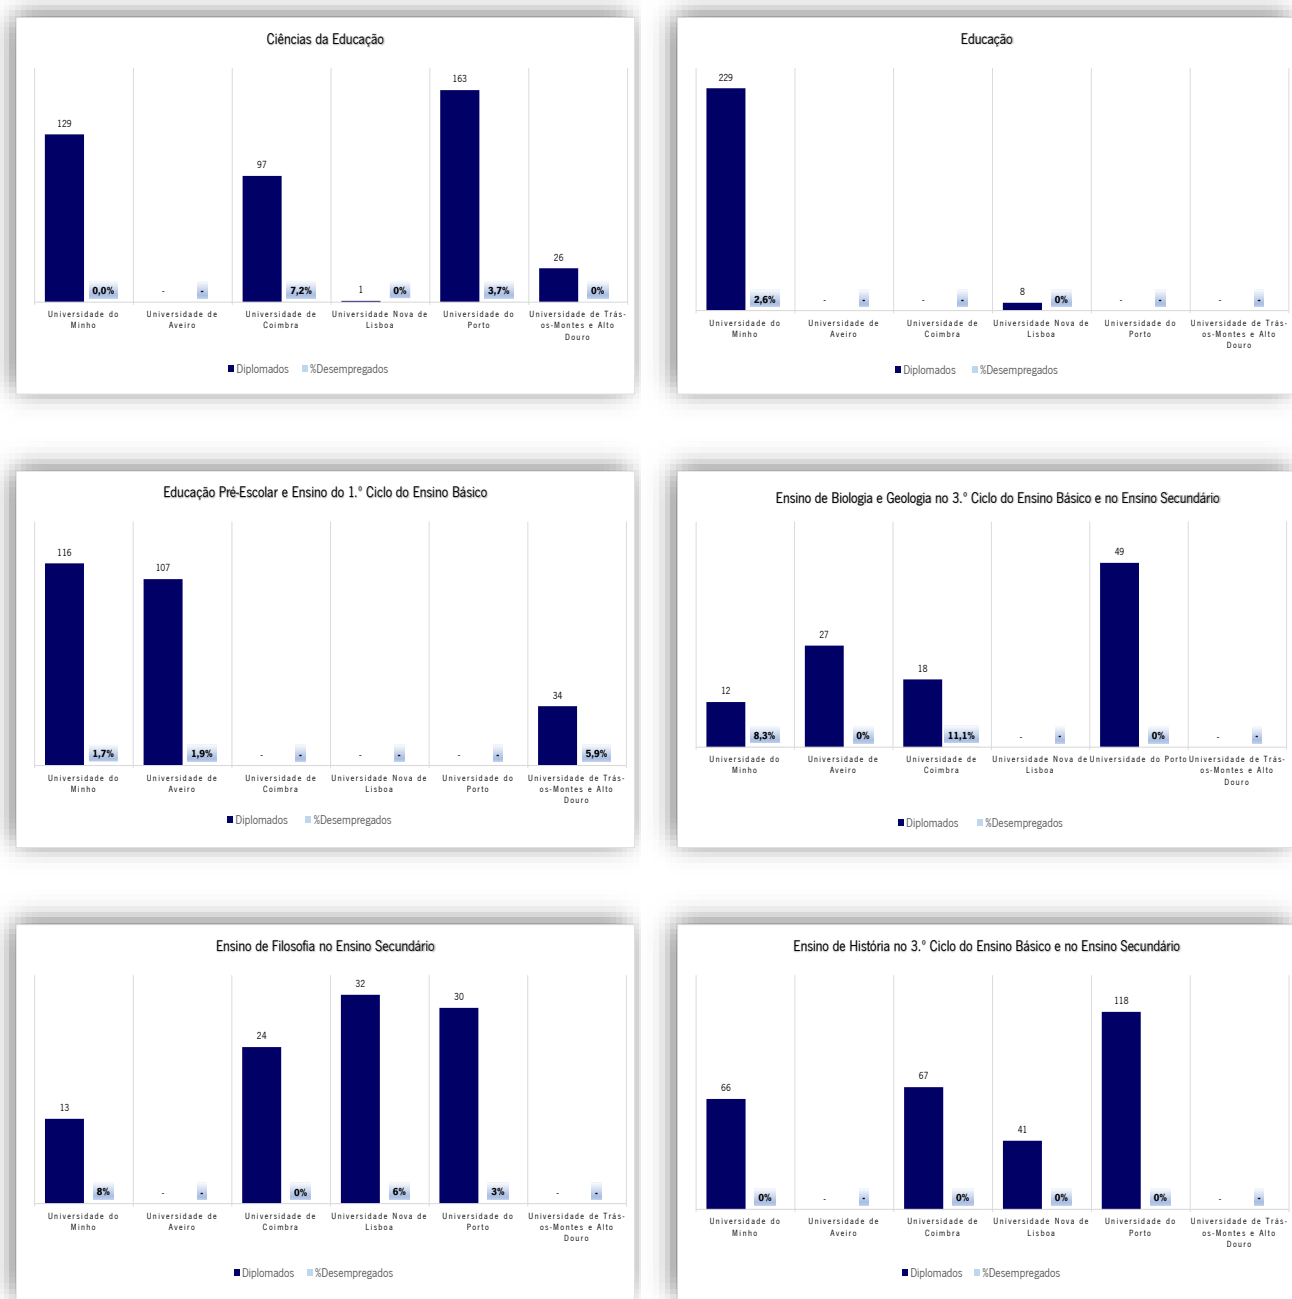 Ciências da Educação
129
-
97
1
163
26
0,0%
-
7,2%
0%
3,7%
0%
Universidade do Minho
Universidade de Aveiro
Universidade de Coimbra
Universidade Nova de Lisboa
Universidade do Porto
Universidade de Trás-os-Montes e Alto Douro
Diplomados %Desempregados
Educação
229
-
-
8
-
-
2,6%
-
-
0%
-
-
Universidade do Minho
Universidade de Aveiro
Universidade de Coimbra
Universidade Nova de Lisboa
Universidade do Porto
Universidade de Trás-os-Montes e Alto Douro
Diplomados %Desempregados
Educação Pré-Escolar e Ensino do 1.º Ciclo do Ensino Básico
116
107
-
-
-
34
1,7%
1,9%
-
-
-
5,9%
Universidade do Minho
Universidade de Aveiro
Universidade de Coimbra
Universidade Nova de Lisboa
Universidade do Porto
Universidade de Trás-os-Montes e Alto Douro
Diplomados %Desempregados
Ensino de Biologia e Geologia no 3.º Ciclo do Ensino Básico e no Ensino Secundário
12
27
18
-
49
-
8,3%
0%
11,1%
-
0%
-
Universidade do Minho
Universidade de Aveiro
Universidade de Coimbra
Universidade Nova de Lisboa
Universidade do Porto
Universidade de Trás-os-Montes e Alto Douro
Diplomados %Desempregados
Ensino de Filosofia no Ensino Secundário
13
-
24
32
30
-
8%
-
0%
6%
3%
-
Universidade do Minho
Universidade de Aveiro
Universidade de Coimbra
Universidade Nova de Lisboa
Universidade do Porto
Universidade de Trás-os-Montes e Alto Douro
Diplomados %Desempregados
Ensino de História no 3.º Ciclo do Ensino Básico e no Ensino Secundário
66
-
67
41
118
-
0%
-
0%
0%
0%
-
Universidade do Minho
Universidade de Aveiro
Universidade de Coimbra
Universidade Nova de Lisboa
Universidade do Porto
Universidade de Trás-os-Montes e Alto Douro
Diplomados %Desempregados